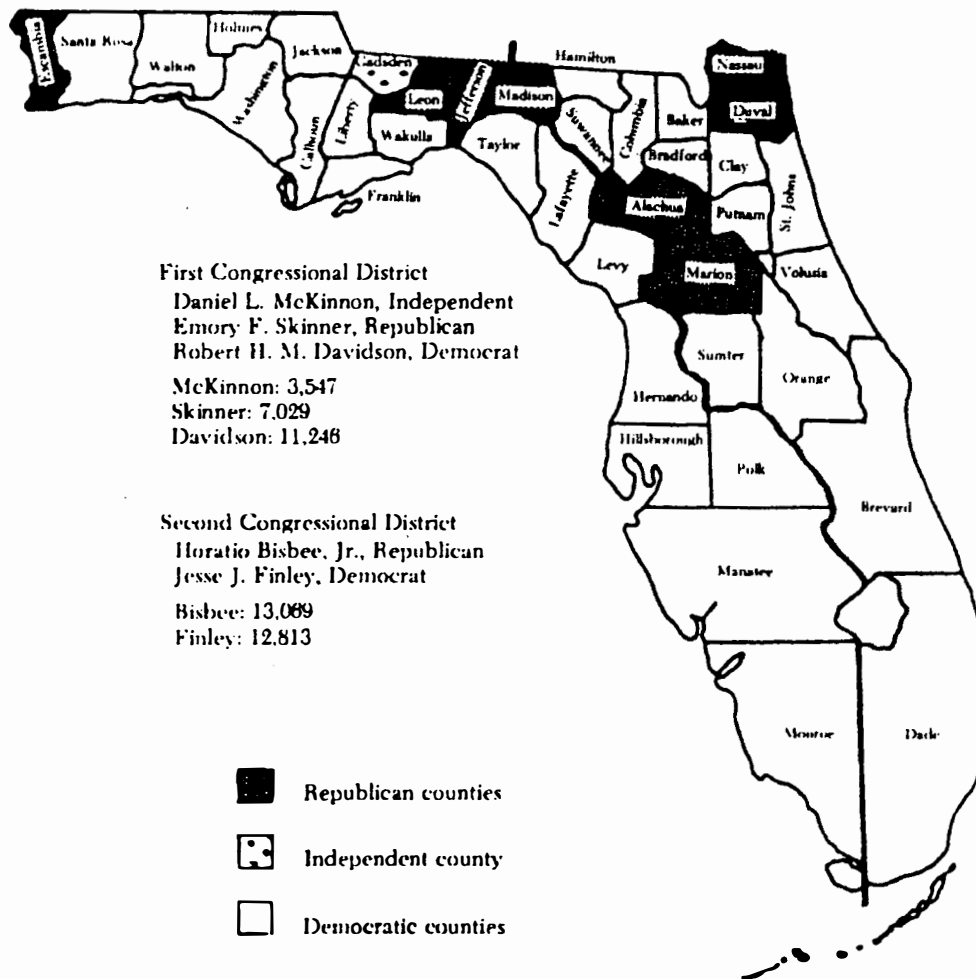 Escambia
Santa Rosa
Walton
Holmes
Washington
Jackson
Calhoun
Gadsden
Liberty
Leon
Wakulla
Franklin
Jefferson
Madison
Taylor
Hamilton
Suwannee
Lafayette
Columbia
Baker
Bradford
Nassau
Duval
Clay
St. Johns
Alachua
Putnam
Levy
Marion
Volusia
Sumter
Orange
Hernando
Hillsborough
Polk
Brevard
Manatee
Monroe
Dade
First Congressional District
Daniel L. McKinnon, Independent
Emory F. Skinner, Republican
Robert H. M. Davidson, Democrat
McKinnon: 3,547
Skinner: 7,029
Davidson: 11,246
Second Congressional District
Horatio Bisbee, Jr., Republican
Jesse J. Finley, Democrat
Bisbee: 13,069
Finley: 12,813
Republican counties
Independent county
Democratic counties